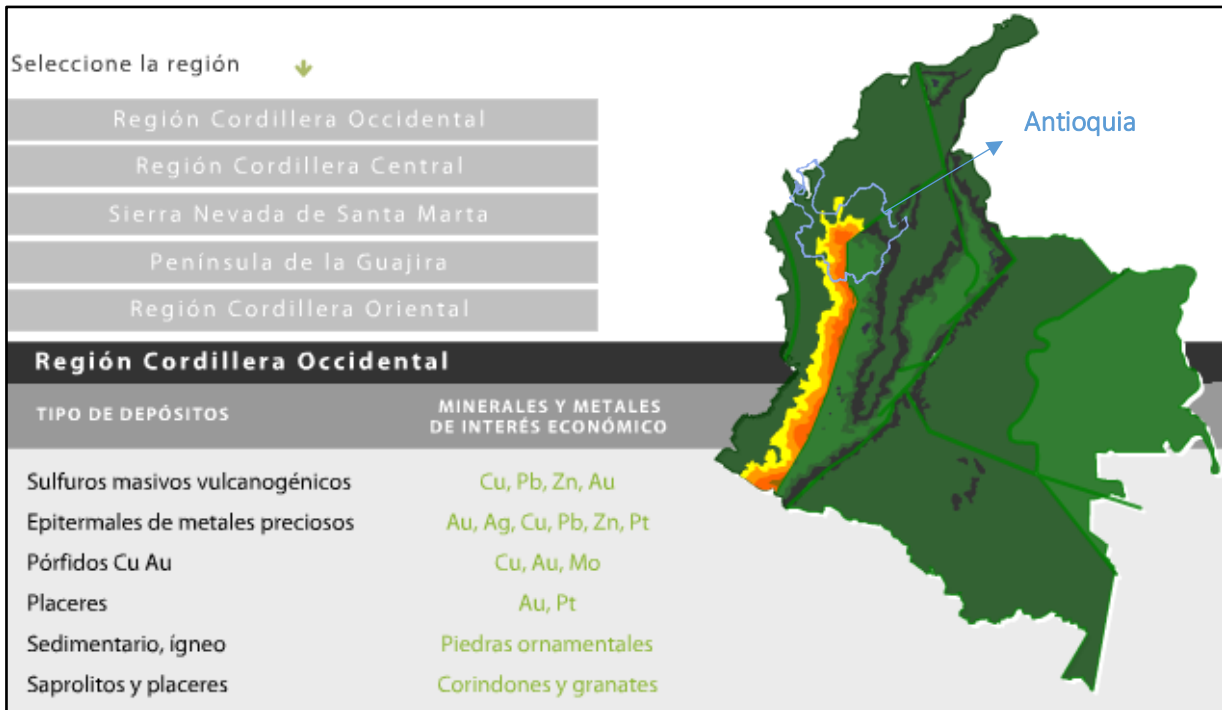 Seleccione la región
Antioquia
Región Cordillera Occidental
Región Cordillera Central
Sierra Nevada de Santa Marta
Península de la Guajira
Región Cordillera Oriental
Región Cordillera Occidental
TIPO DE DEPÓSITOS
MINERALES Y METALES
DE INTERÉS ECONÓMICO
Sulfuros masivos vulcanogénicos Cu, Pb, Zn, Au
Epitermales de metales preciosos Au, Ag, Cu, Pb, Zn, Pt
Pórfidos Cu Au Cu, Au, Mo
Placeres Au, Pt
Sedimentario, ígneo Piedras ornamentales
Saprolitos y placeres Corindones y granates